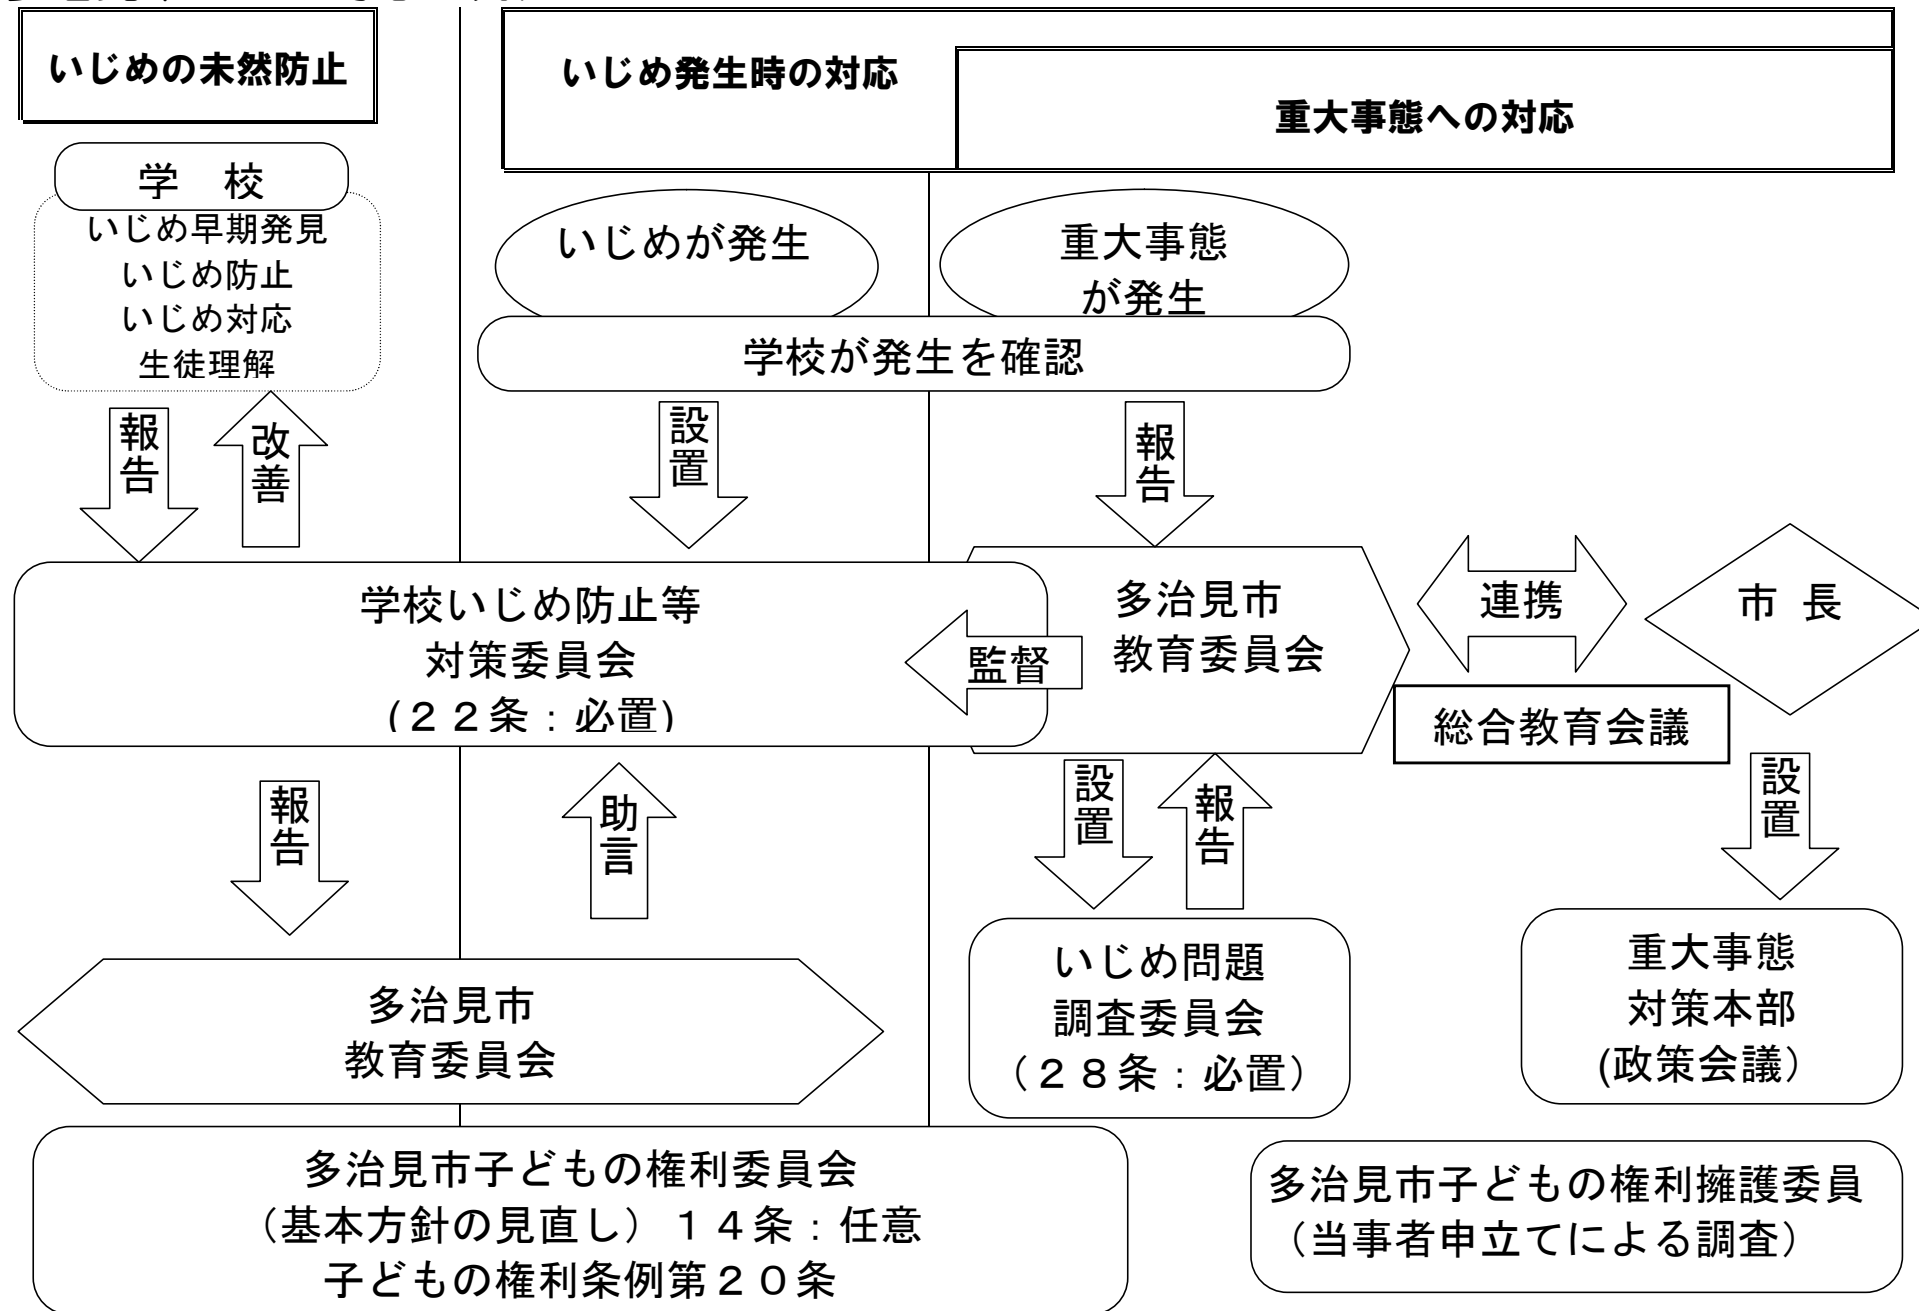 いじめの未然防止
いじめ発生時の対応
重大事態への対応
学 校
いじめ早期発見
いじめ防止
いじめ対応
生徒理解
いじめが発生
重大事態
が発生
学校が発生を確認
報告
改善
設置
報告
学校いじめ防止等
対策委員会
(２２条：必置)
監督
多治見市
教育委員会
連携
市 長
総合教育会議
報告
助言
設置
報告
設置
多治見市
教育委員会
いじめ問題
調査委員会
（２８条：必置）
重大事態
対策本部
(政策会議）
多治見市子どもの権利委員会
（基本方針の見直し）１４条：任意
子どもの権利条例第２０条
多治見市子どもの権利擁護委員
（当事者申立てによる調査）